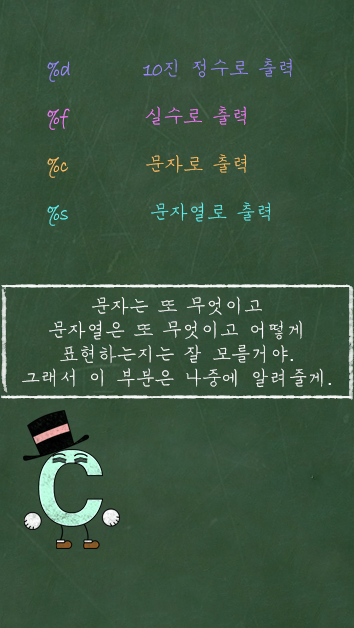 %d 10진 정수로 출력
%f 실수로 출력
%c 문자로 출력
%s 문자열로 출력
문자는 또 무엇이고
문자열은 또 무엇이고 어떻게
표현하는지는 잘 모를거야.
그래서 이 부분은 나중에 알려줄게.
C